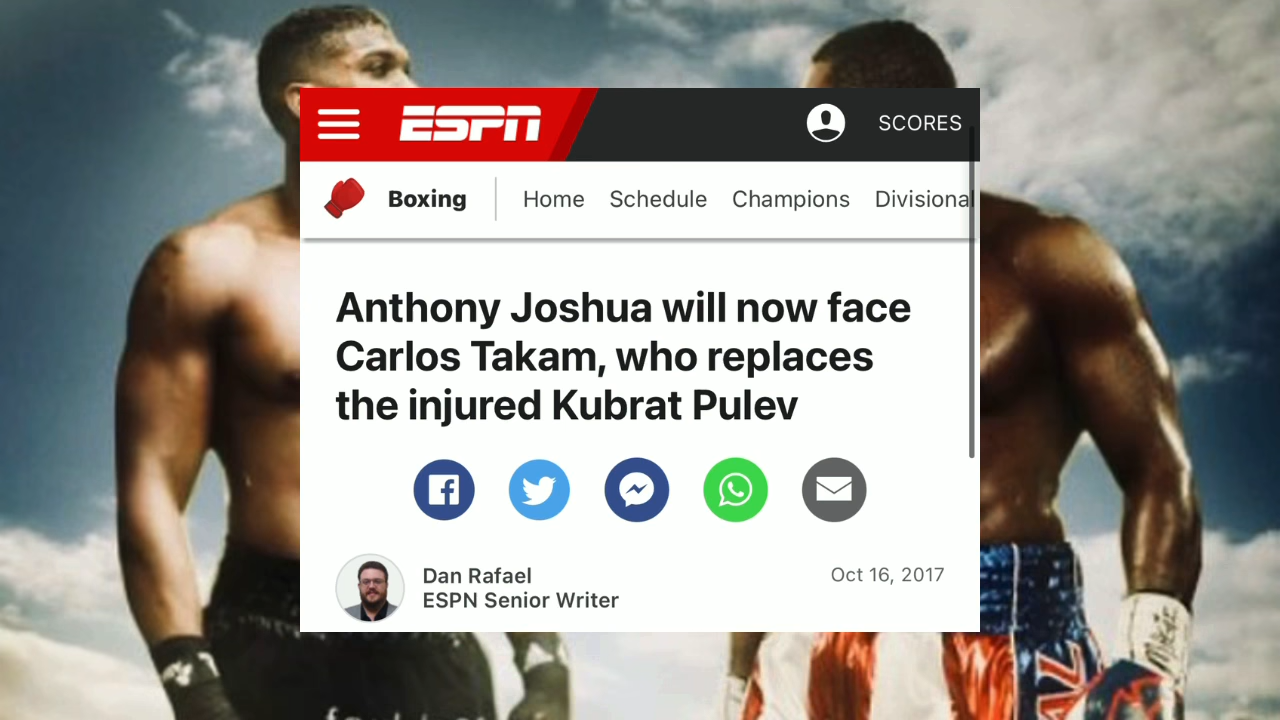 ESPN
SCORES
Boxing
Home Schedule Champions Divisional
Anthony Joshua will now face
Carlos Takam, who replaces
the injured Kubrat Pulev
Dan Rafael
Oct 16, 2017
ESPN Senior Writer